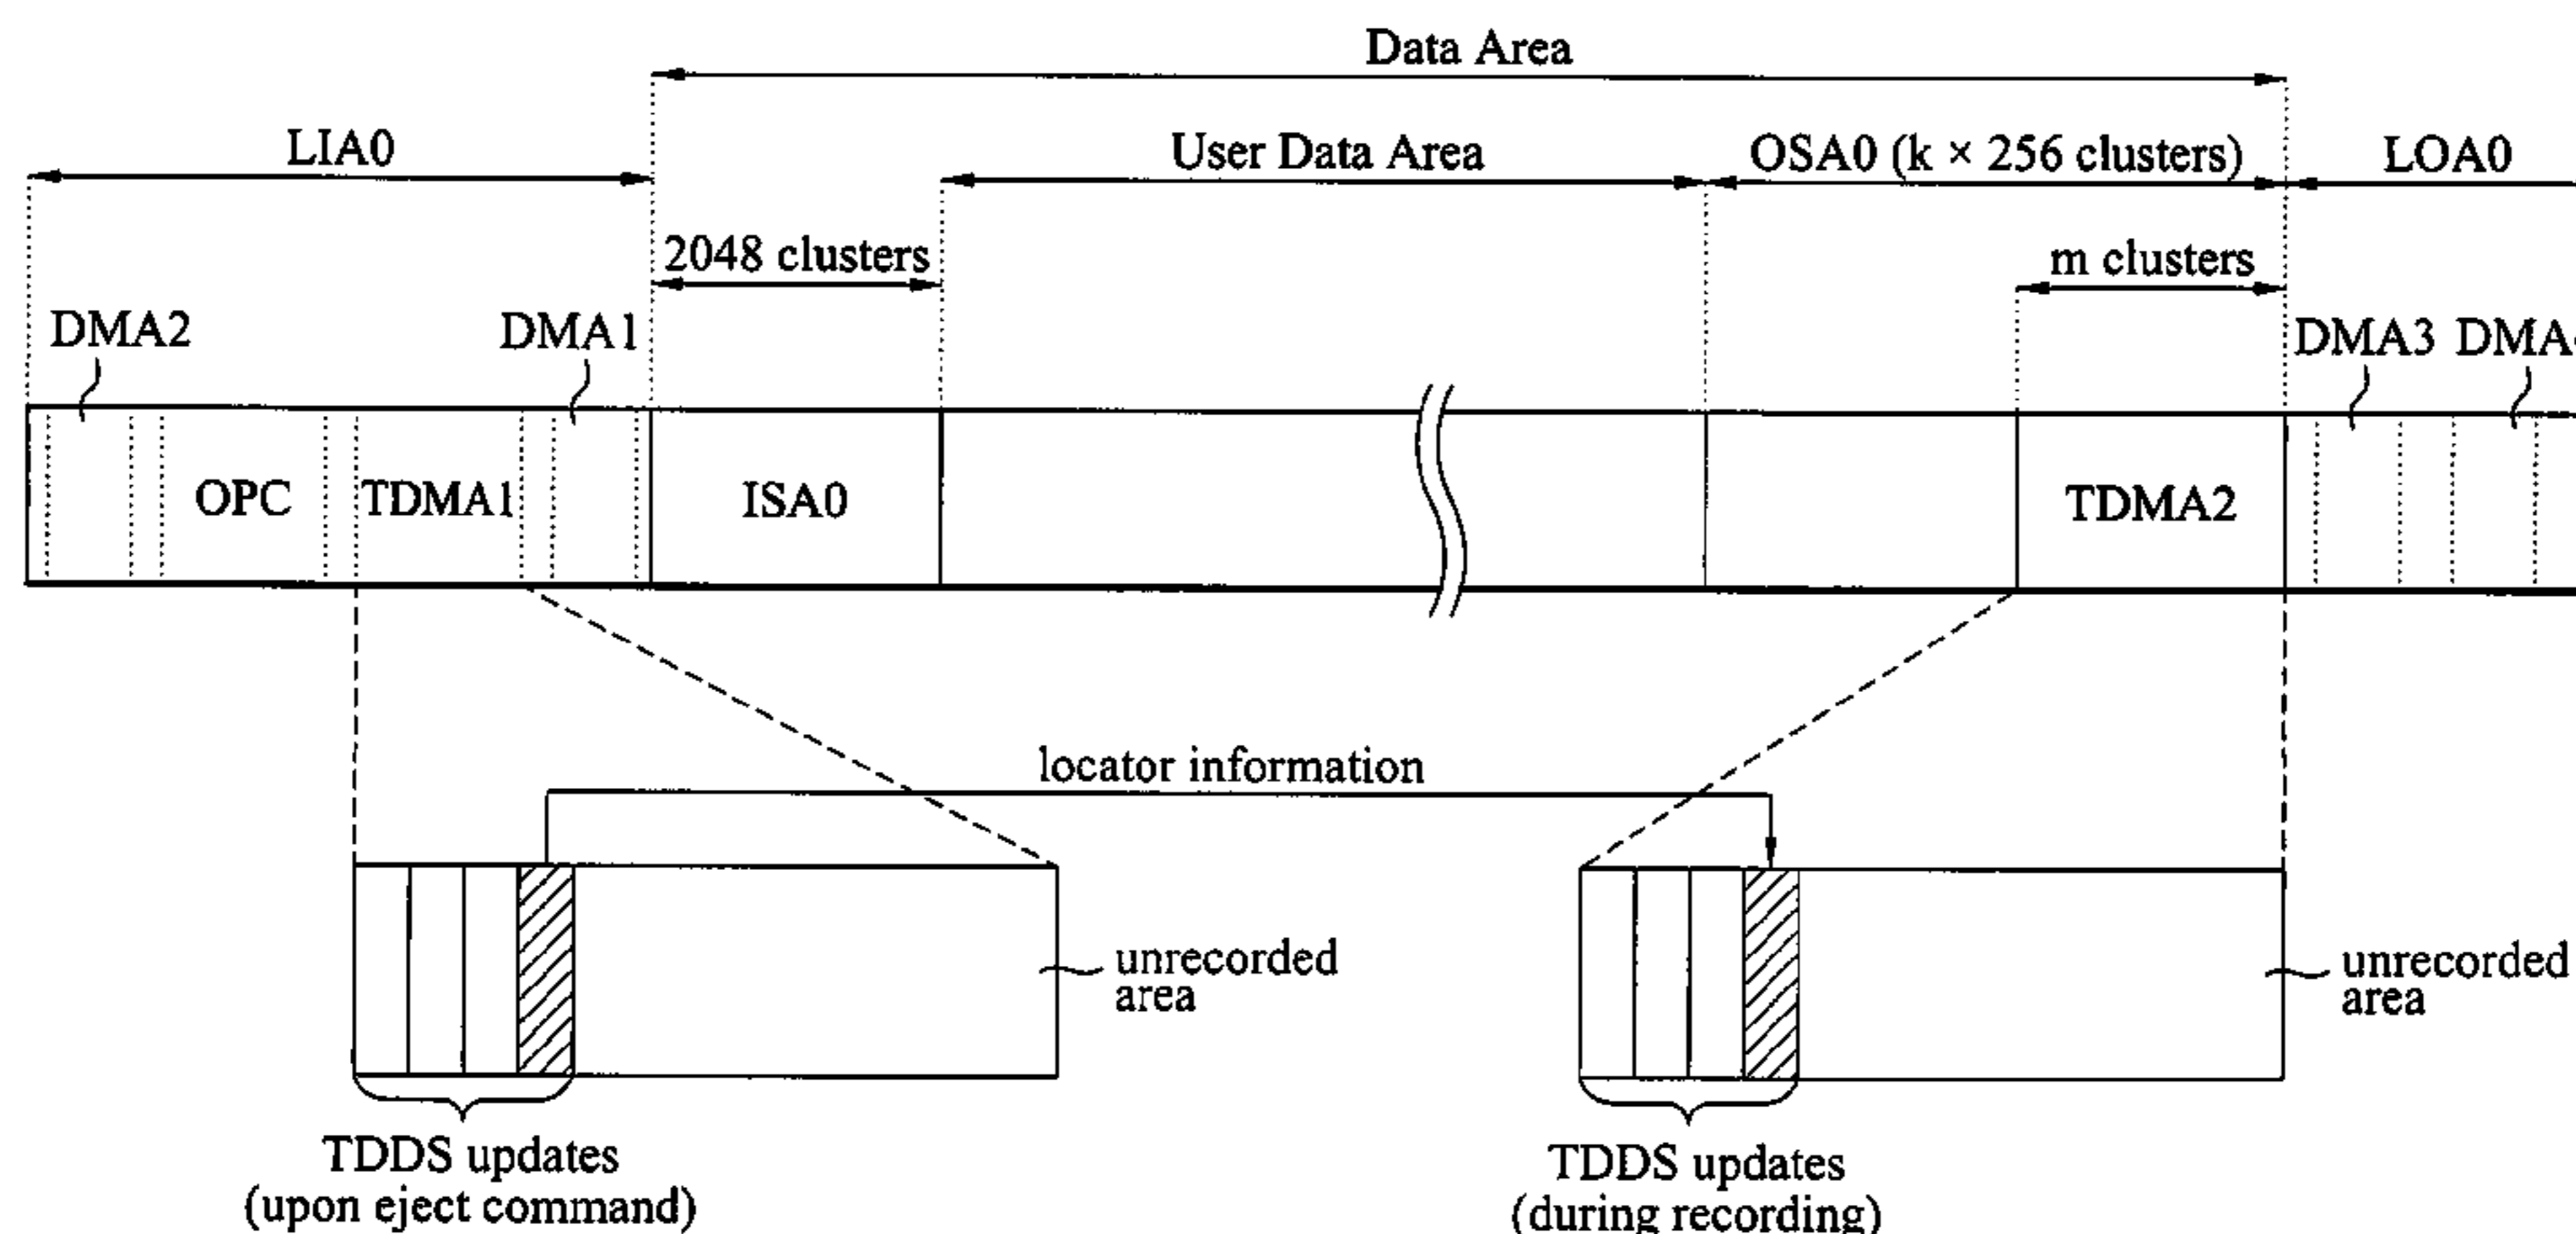 Data Area
LIA0
User Data Area
OSA0 (k × 256 clusters)
LOA0
2048 clusters
m clusters
DMA2
DMA1
DMA3
OPC
TDMA1
ISA0
TDMA2
locator information
unrecorded
area
unrecorded
area
TDDS updates
(upon eject command)
TDDS updates
(during recording)